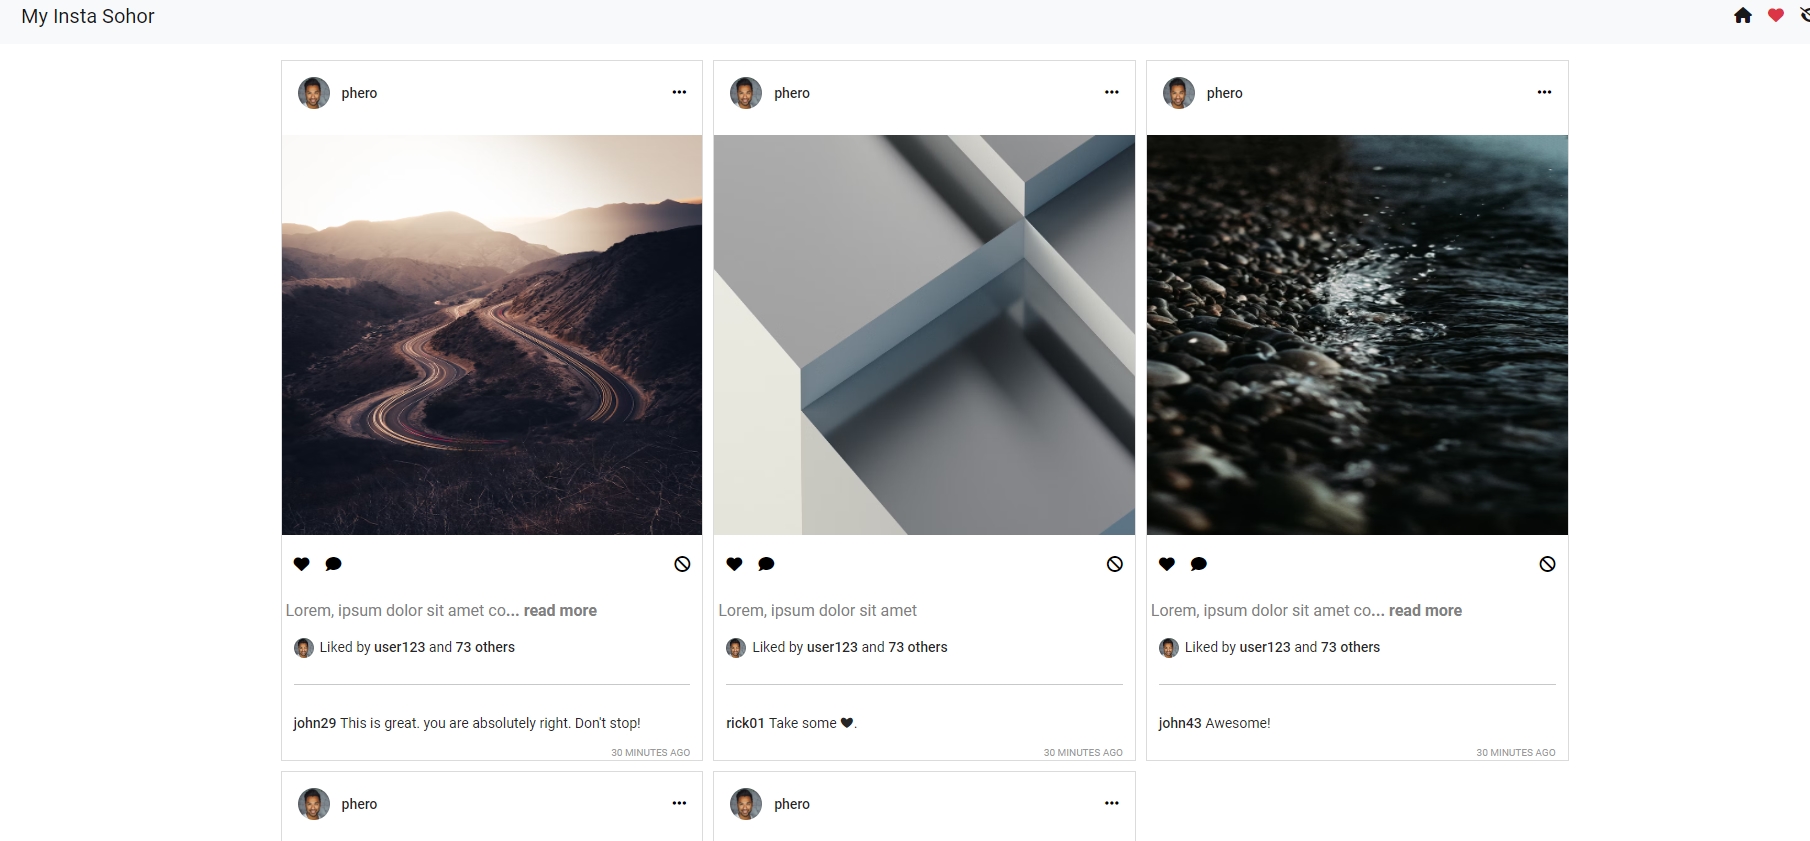 My Insta Sohor
phero
phero
phero
Lorem, ipsum dolor sit amet co... read more
Liked by user123 and 73 others
john29 This is great. you are absolutely right. Don't stop!
30 MINUTES AGO
Lorem, ipsum dolor sit amet
Liked by user123 and 73 others
rick01 Take some ♥.
30 MINUTES AGO
Lorem, ipsum dolor sit amet co... read more
Liked by user123 and 73 others
john43 Awesome!
30 MINUTES AGO
phero
phero